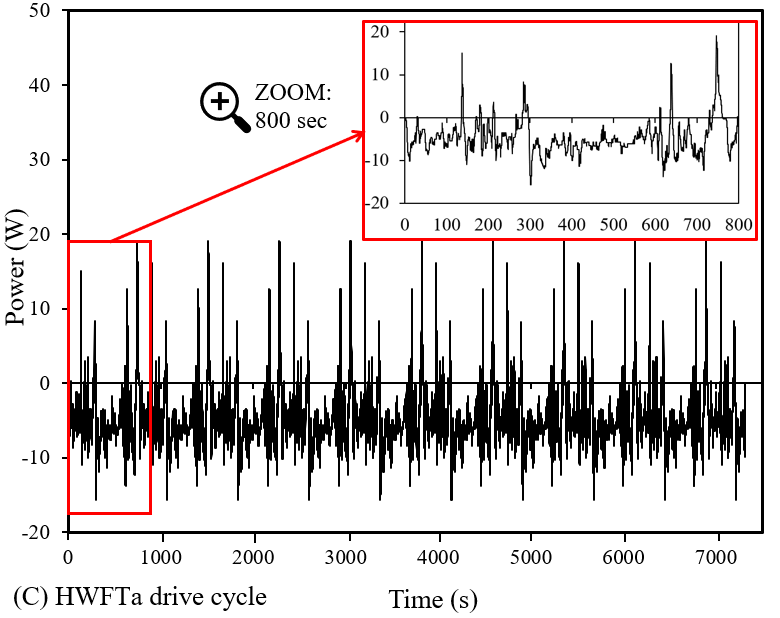 50
40
30
20
10
0
-10
-20
Power (W)
ZOOM:
800 sec
20
10
0
-10
-20
0 100 200 300 400 500 600 700 800
0 1000 2000 3000 4000 5000 6000 7000
(C) HWFTa drive cycle
Time (s)